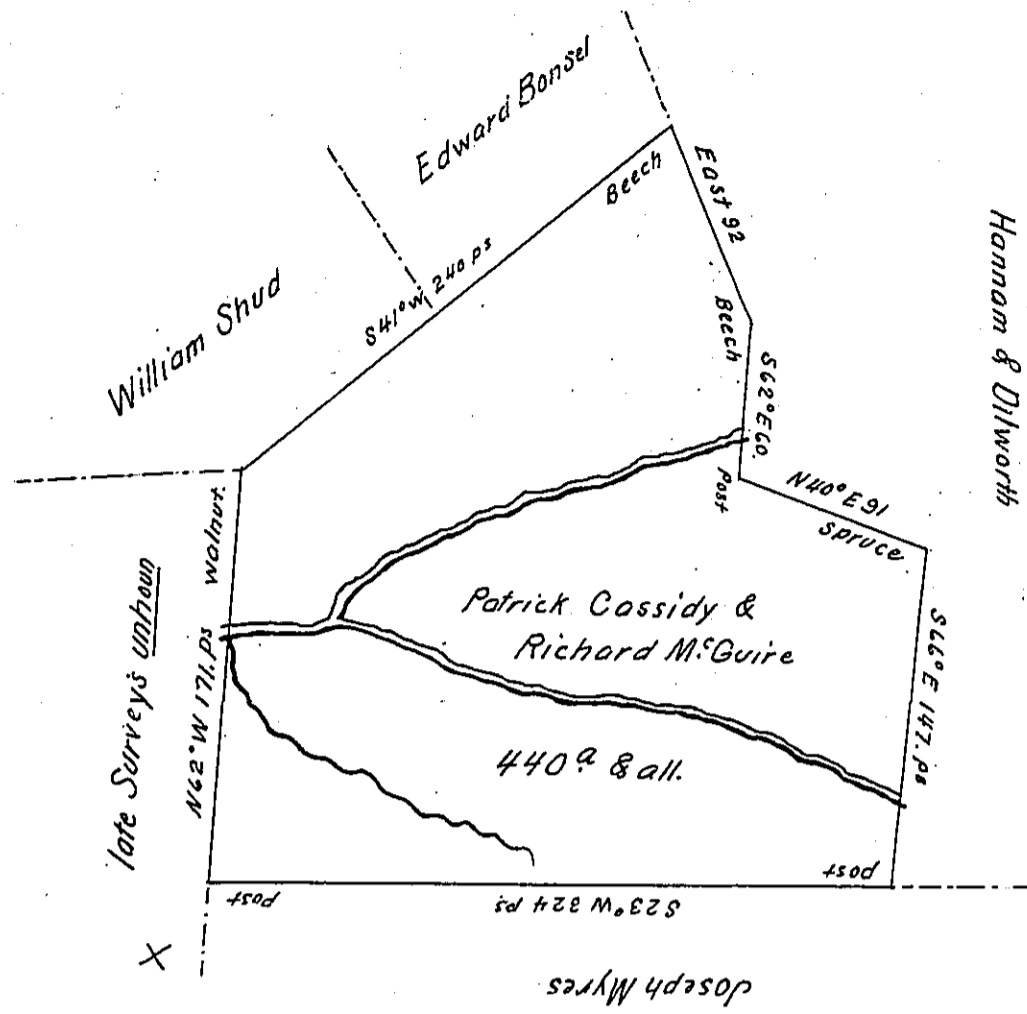 Edward Bonsel
William Shud
S41°W 240 ps
Beech
East 92
Beech
S62°E 60.
Post
N40°E 91
Spruce
Hannam & Dilworth
S66°E 147. ps
Patrick Cassidy &
Richard McGuire
440a & all.
walnut.
N62°W 171. ps
late Surveys unhoun
post
S23°W 324 ps
post
Joseph Myres
X